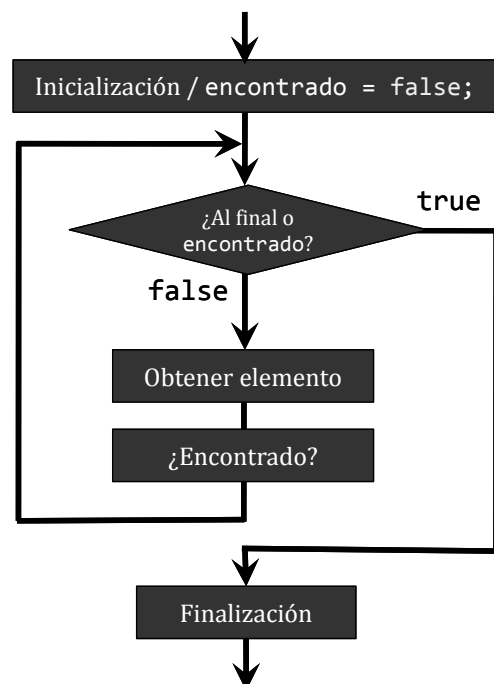 Inicialización / encontrado = false;
¿Al final o
encontrado?
true
false
Obtener elemento
¿Encontrado?
Finalización